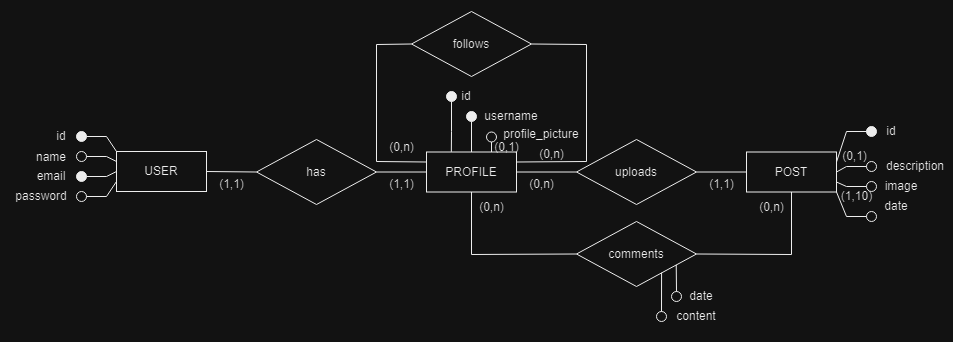 follows
id
username
profile_picture
(0,1)
(0,n)
(0,n)
id
name
email
password
USER
(1,1)
has
(1,1)
PROFILE
(0,n)
(0,n)
uploads
(1,1)
POST
(0,n)
id
(0,1)
description
image
(1,10)
date
comments
date
content